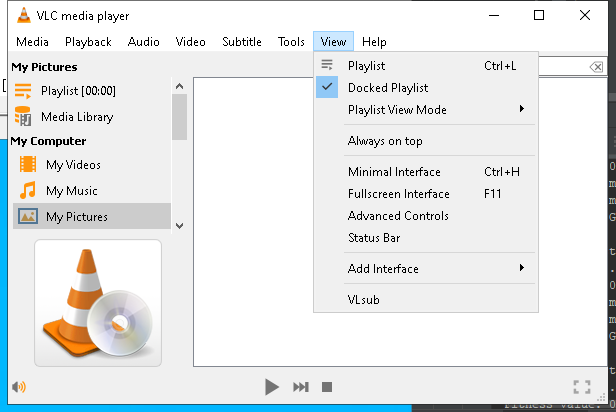 VLC media player
Media Playback Audio Video Subtitle Tools View Help
My Pictures
Playlist [00:00]
Media Library
My Computer
My Videos
My Music
My Pictures
Playlist Ctrl+L
Docked Playlist
Playlist View Mode
Always on top
Minimal Interface Ctrl+H
Fullscreen Interface F11
Advanced Controls
Status Bar
Add Interface
VLsub